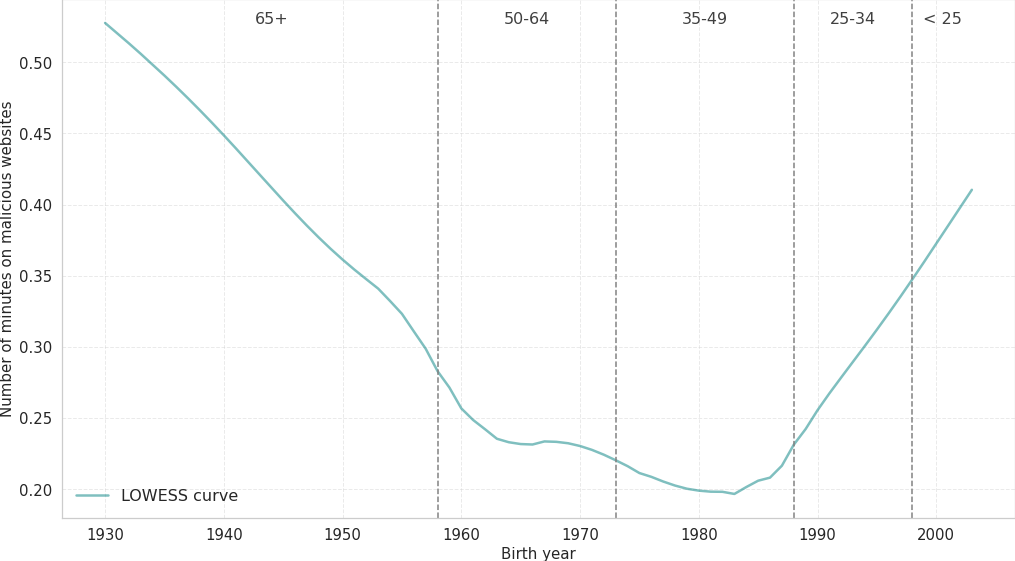 65+ 50-64 35-49 25-34 < 25
Number of minutes on malicious websites
0.50
0.45
0.40
0.35
0.30
0.25
0.20
LOWESS curve
1930 1940 1950 1960 1970 1980 1990 2000
Birth year